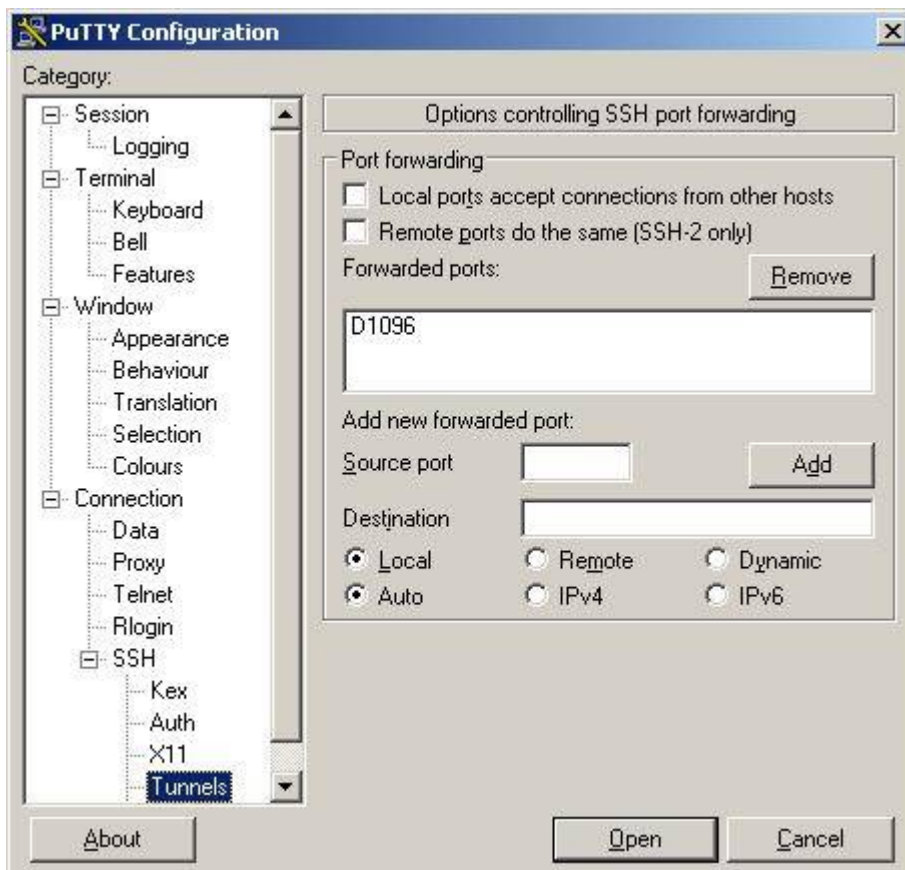 PuTTY Configuration
Category:
Session
Logging
Terminal
Keyboard
Bell
Features
Window
Appearance
Behaviour
Translation
Selection
Colours
Connection
Data
Proxy
Telnet
Rlogin
SSH
Kex
Auth
X11
Tunnels
Options controlling SSH port forwarding
Port forwarding
Local ports accept connections from other hosts
Remote ports do the same (SSH-2 only)
Forwarded ports:
Remove
D1096
Add new forwarded port:
Source port
Add
Destination
Local Remote Dynamic
Auto IPv4 IPv6
About
Open
Cancel